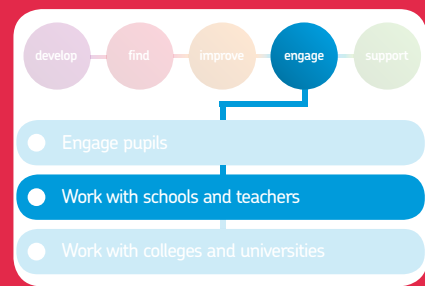 develop
find
improve
engage
support
Engage pupils
Work with schools and teachers
Work with colleges and universities